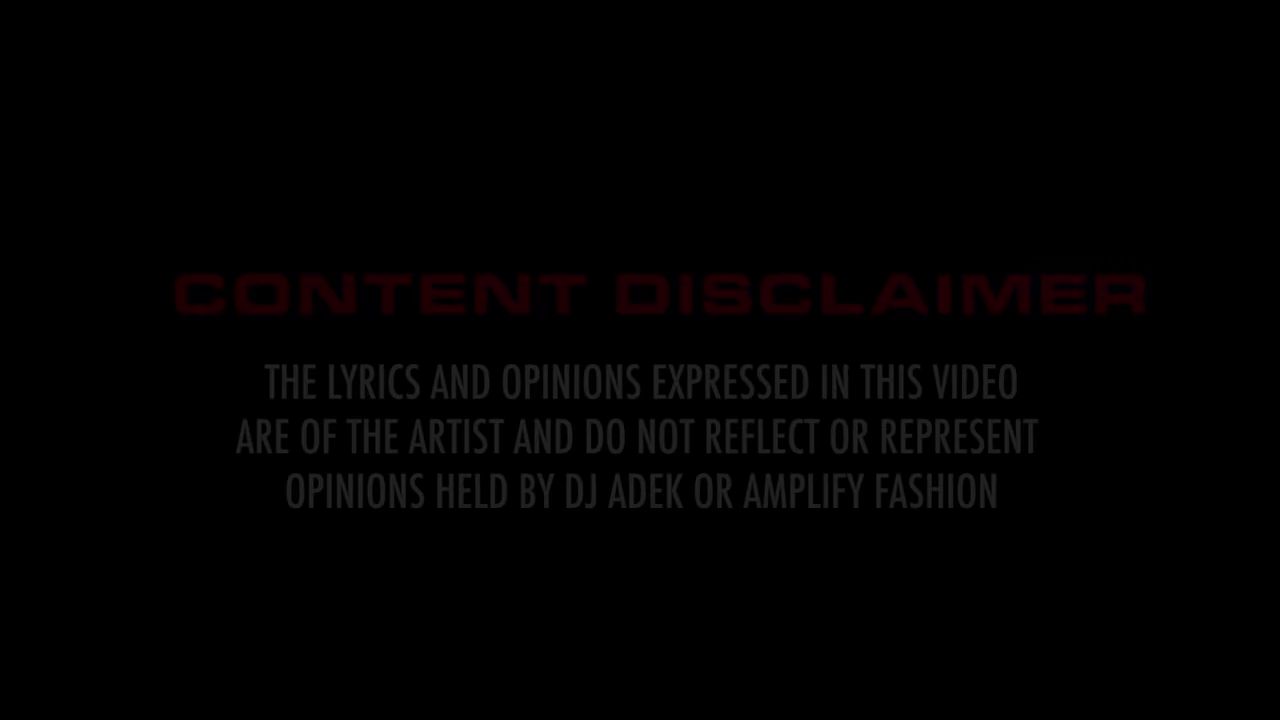 CONTENT DISCLAIMER
THE LYRICS AND OPINIONS EXPRESSED IN THIS VIDEO
ARE OF THE ARTIST AND DO NOT REFLECT OR REPRESENT
OPINIONS HELD BY DJ ADEK OR AMPLIFY FASHION